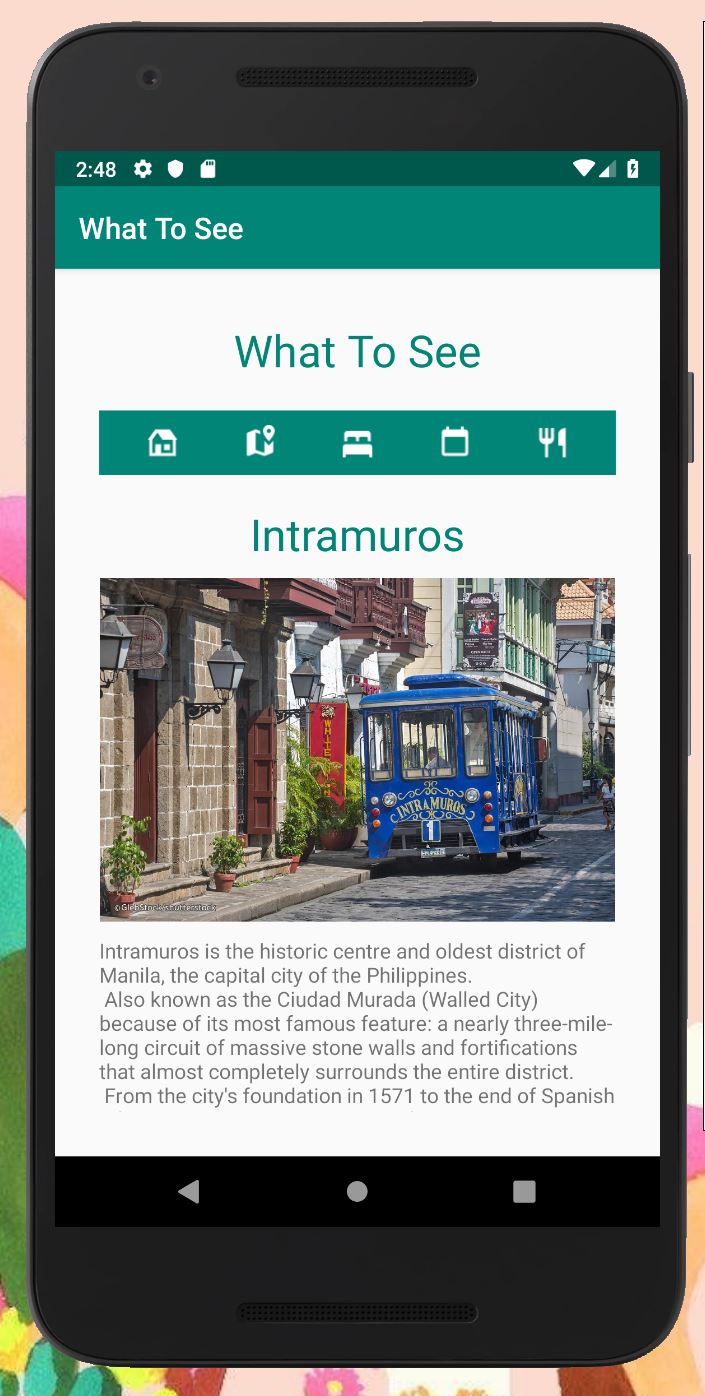 2:48
What To See
What To See
Intramuros
WHITE
INTRAMUROS
1
©GlebStock/shutterstock
Intramuros is the historic centre and oldest district of
Manila, the capital city of the Philippines.
Also known as the Ciudad Murada (Walled City)
because of its most famous feature: a nearly three-mile-
long circuit of massive stone walls and fortifications
that almost completely surrounds the entire district.
From the city's foundation in 1571 to the end of Spanish